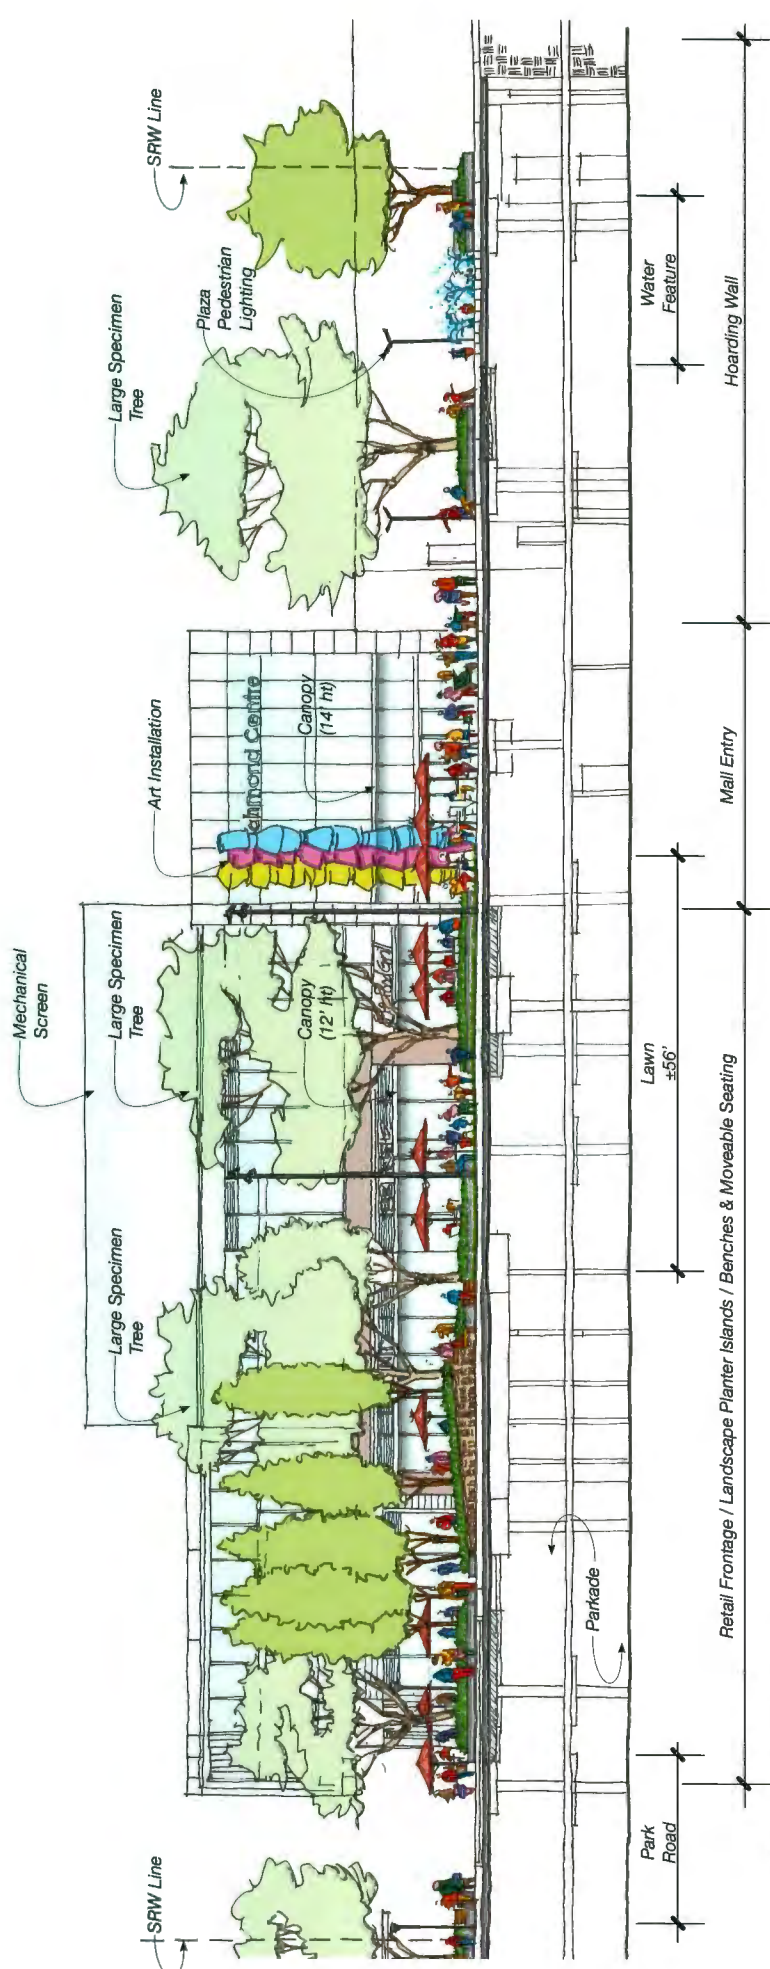 SRW Line
Large Specimen
Tree
Mechanical
Screen
Large Specimen
Tree
Art Installation
Large Specimen
Tree
Plaza
Pedestrian
Lighting
SRW Line
Canopy
(12' ht)
Canopy
(14' ht)
Centre
Grill
Parkade
Park
Road
Lawn
±56'
Water
Feature
Retail Frontage / Landscape Planter Islands / Benches & Moveable Seating
Mall Entry
Hoarding Wall